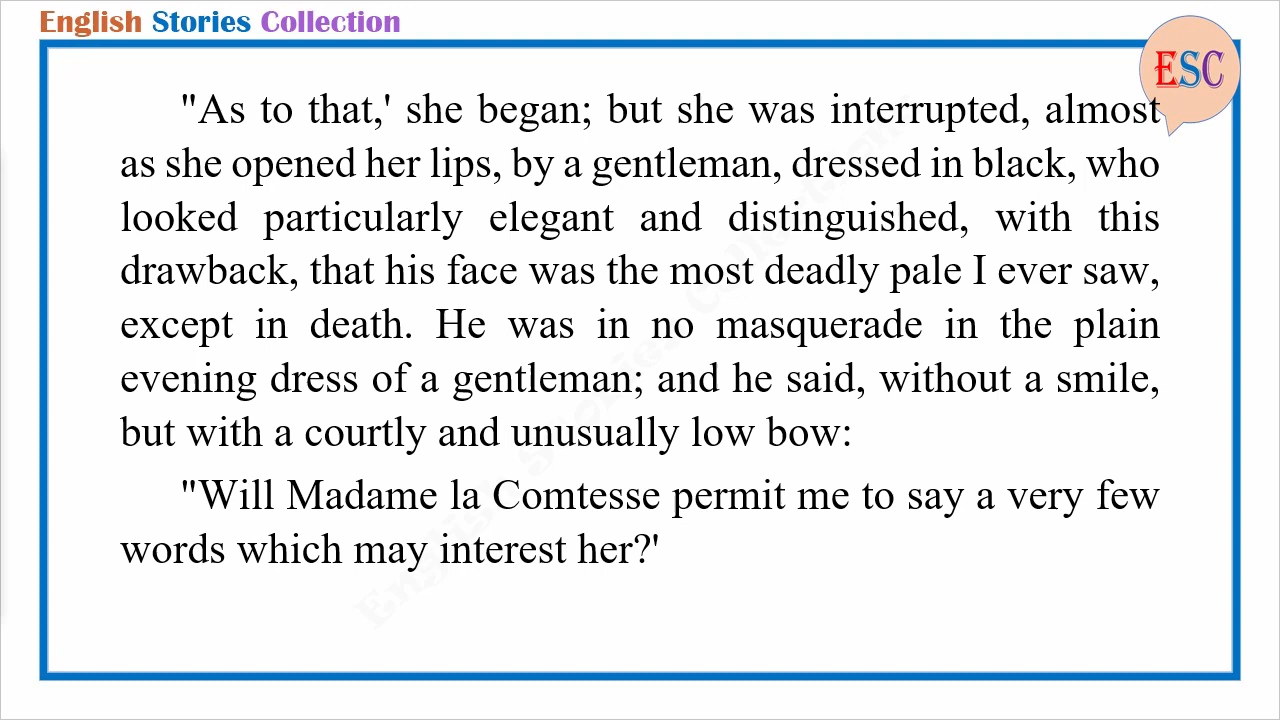 English Stories Collection
ESC
"As to that,' she began; but she was interrupted, almost
as she opened her lips, by a gentleman, dressed in black, who
looked particularly elegant and distinguished, with this
drawback, that his face was the most deadly pale I ever saw,
except in death. He was in no masquerade in the plain
evening dress of a gentleman; and he said, without a smile,
but with a courtly and unusually low bow:
"Will Madame la Comtesse permit me to say a very few
words which may interest her?'